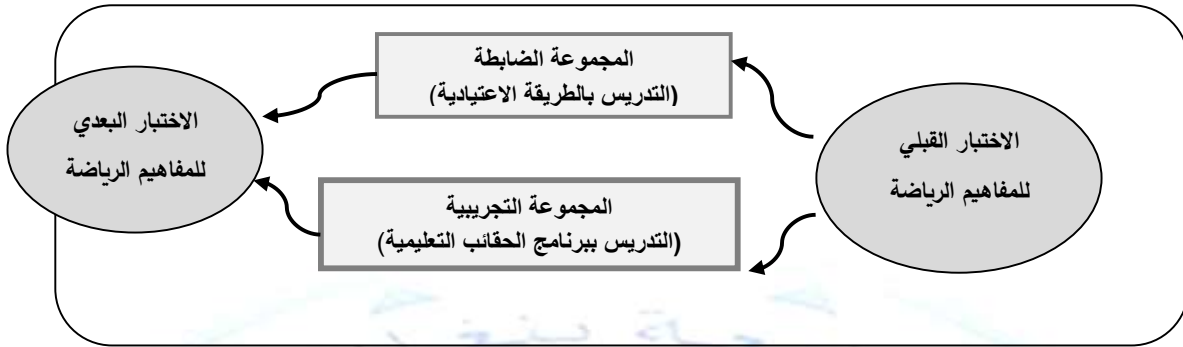 المجموعة الضابطة
(التدريس بالطريقة الاعتيادية)
الاختبار القبلي
للمفاهيم الرياضة
الاختبار البعدي
للمفاهيم الرياضة
المجموعة التجريبية
(التدريس ببرنامج الحقائب التعليمية)